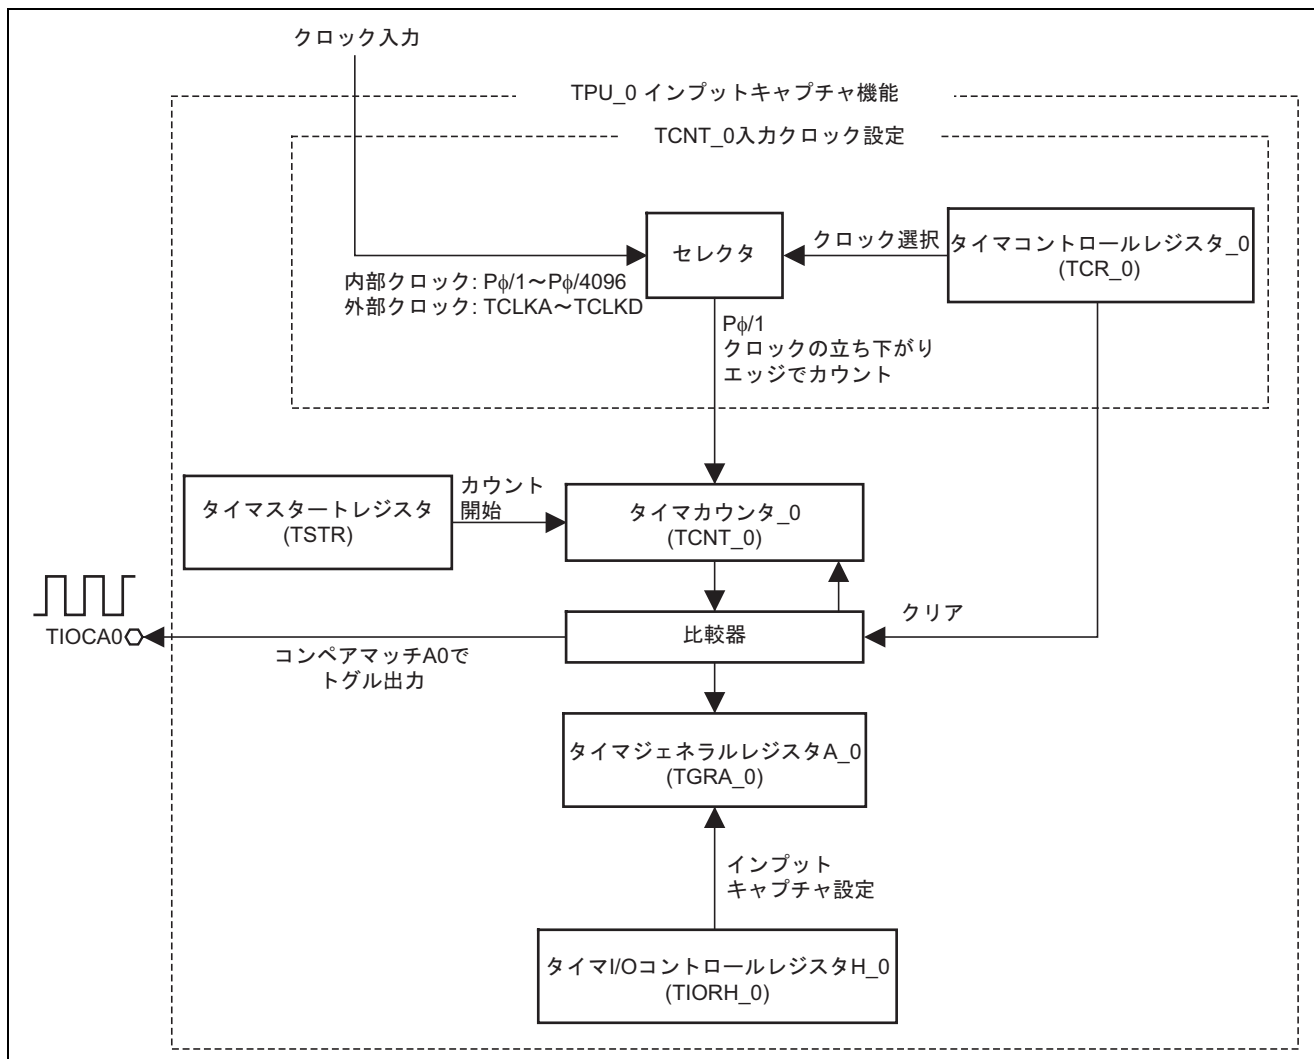 クロック入力
TPU_0 インプットキャプチャ機能
TCNT_0入力クロック設定
セレクタ
クロック選択
タイマコントロールレジスタ_0
(TCR_0)
内部クロック: Pφ/1～Pφ/4096
外部クロック: TCLKA～TCLKD
Pφ/1
クロックの立ち下がり
エッジでカウント
タイマスタートレジスタ
(TSTR)
カウント
開始
タイマカウンタ_0
(TCNT_0)
TIOCA0
比較器
クリア
コンペアマッチA0で
トグル出力
タイマジェネラルレジスタA_0
(TGRA_0)
インプット
キャプチャ設定
タイマI/OコントロールレジスタH_0
(TIORH_0)